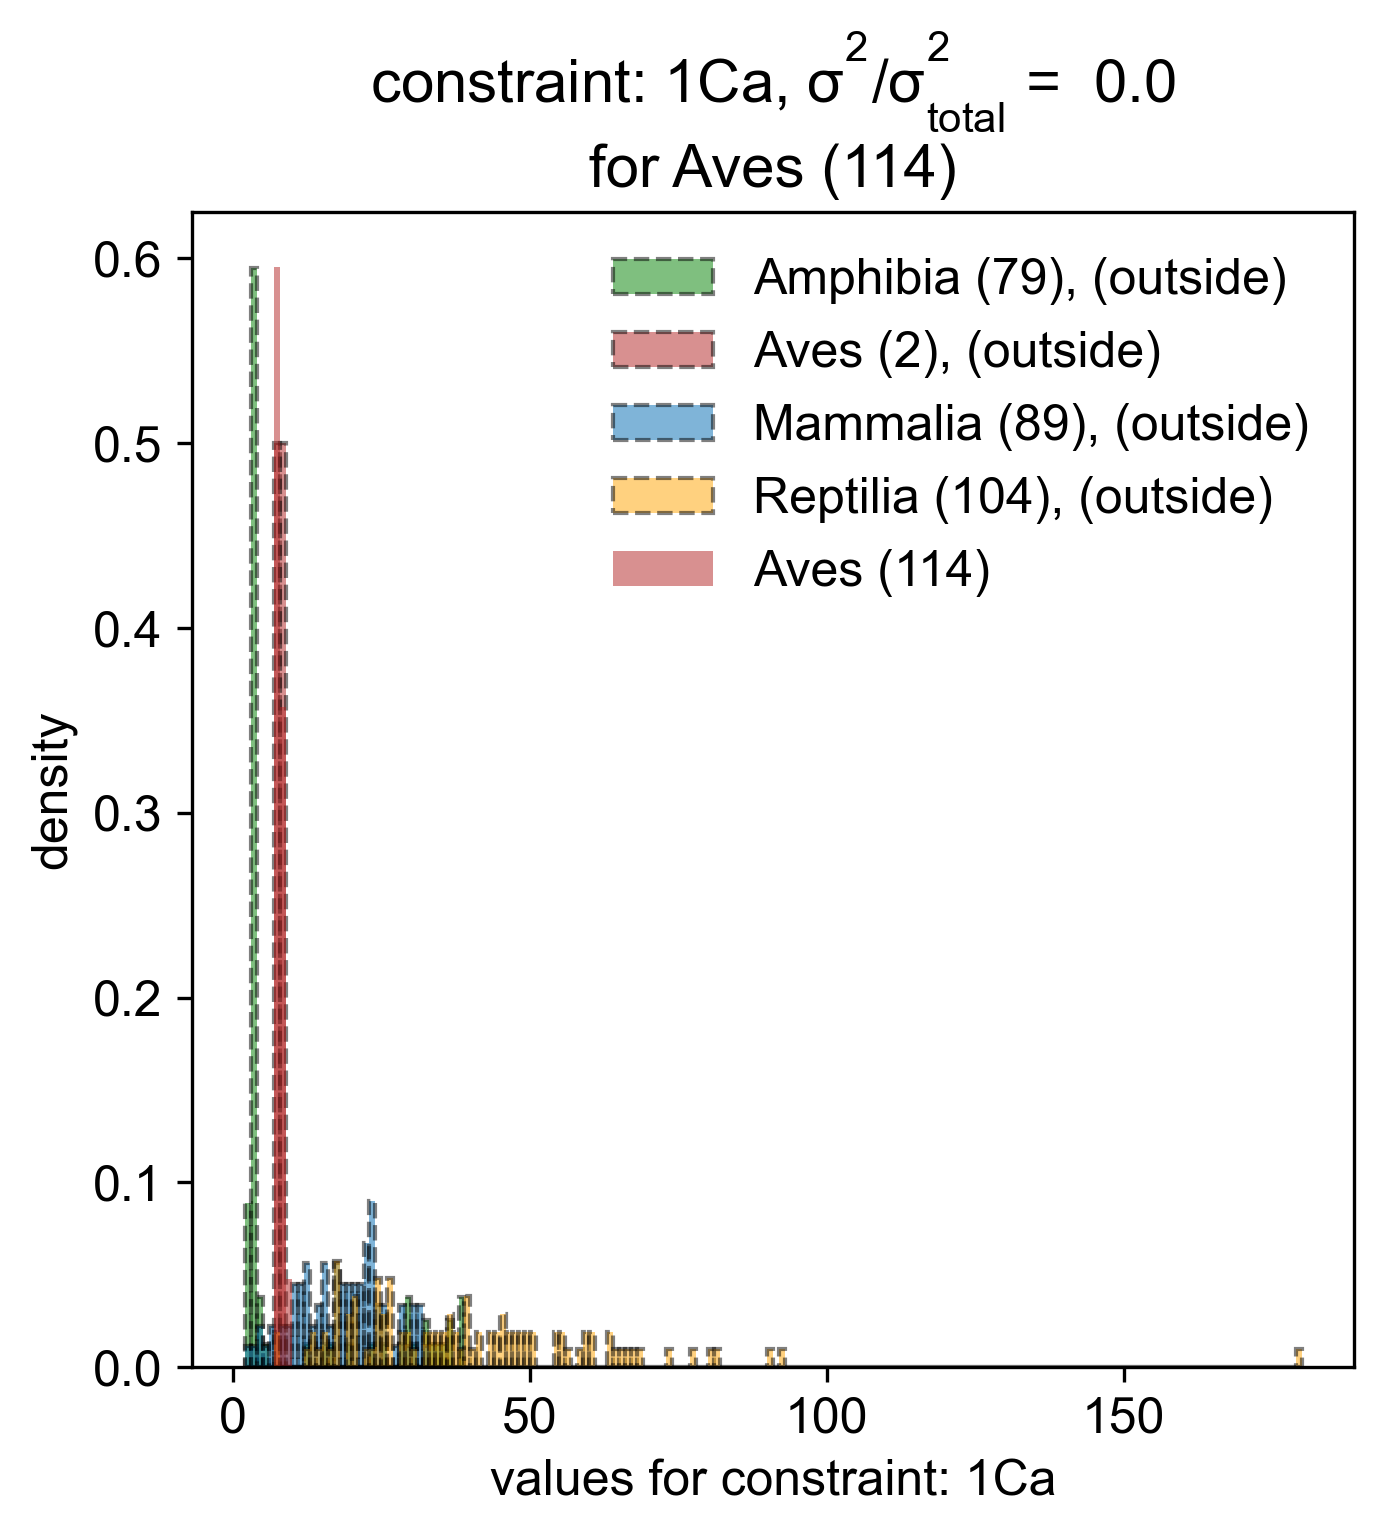 constraint: 1Ca, σ²/σ²total = 0.0
for Aves (114)
Amphibia (79), (outside)
Aves (2), (outside)
Mammalia (89), (outside)
Reptilia (104), (outside)
Aves (114)
density
0.6
0.5
0.4
0.3
0.2
0.1
0.0
0 50 100 150
values for constraint: 1Ca